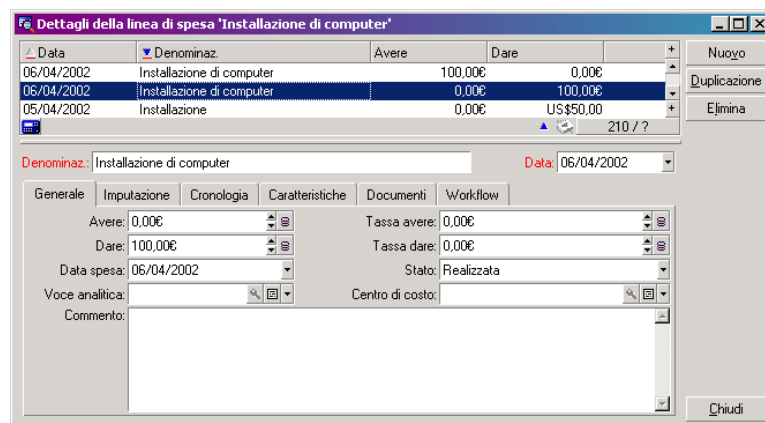 Dettagli della linea di spesa 'Installazione di computer'
Data Denominaz. Avere Dare
06/04/2002 Installazione di computer 100,00€ 0,00€
06/04/2002 Installazione di computer 0,00€ 100,00€
05/04/2002 Installazione 0,00€ US$50,00
210 / ?
Nuovo
Duplicazione
Elimina
Denominaz.: Installazione di computer Data: 06/04/2002
Generale Imputazione Cronologia Caratteristiche Documenti Workflow
Avere: 0,00€ Tassa avere: 0,00€
Dare: 100,00€ Tassa dare: 0,00€
Data spesa: 06/04/2002 Stato: Realizzata
Voce analitica: Centro di costo:
Commento:
Chiudi